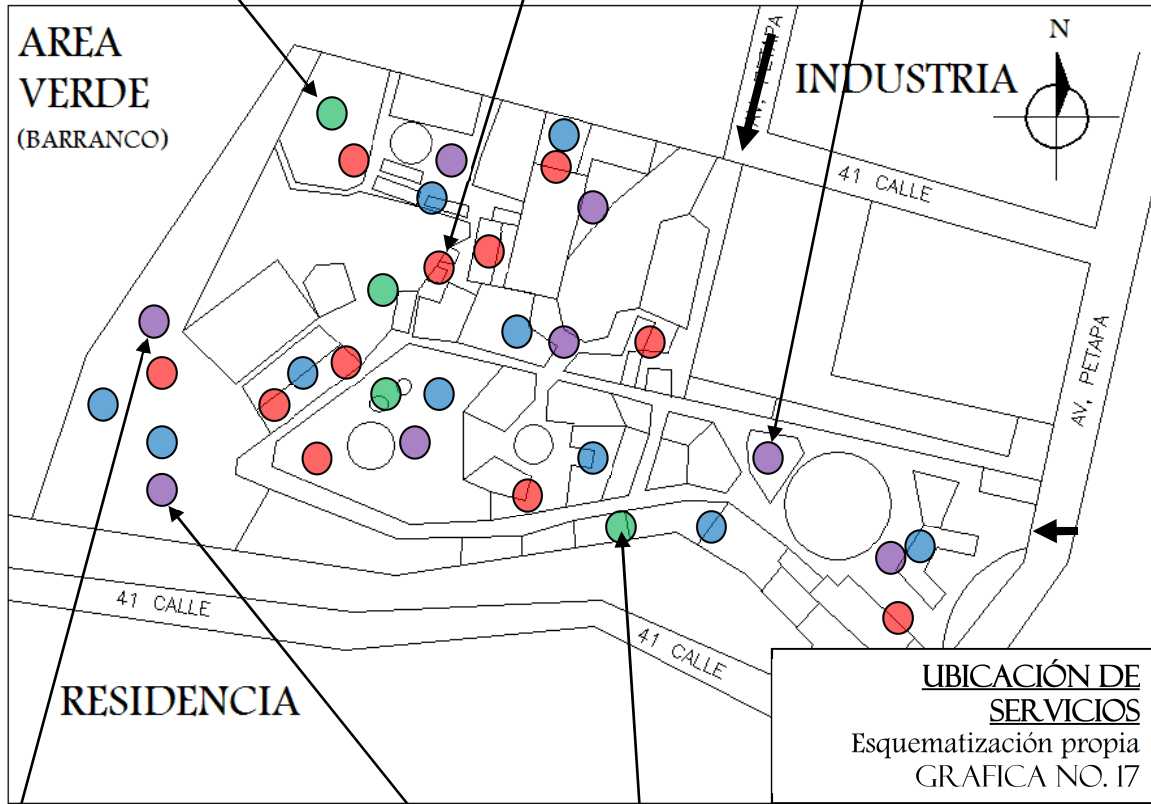 AREA
VERDE
(BARRANCO)
AV, PETAPA
INDUSTRIA
N
41 CALLE
AV, PETAPA
41 CALLE
41 CALLE
RESIDENCIA
UBICACIÓN DE
SERVICIOS
Esquematización propia
GRAFICA NO. 17